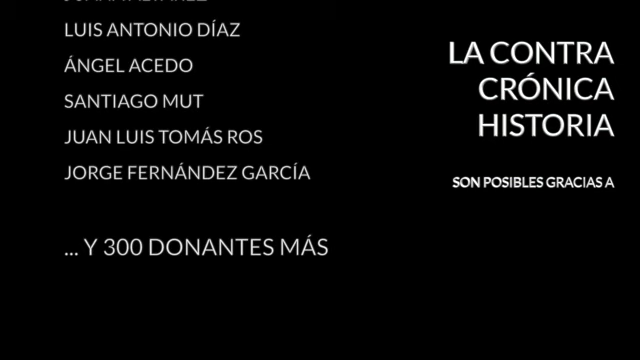 LUIS ANTONIO DÍAZ
ÁNGEL ACEDO
SANTIAGO MUT
JUAN LUIS TOMÁS ROS
JORGE FERNÁNDEZ GARCÍA
... Y 300 DONANTES MÁS
LA CONTRA
CRÓNICA
HISTORIA
SON POSIBLES GRACIAS A